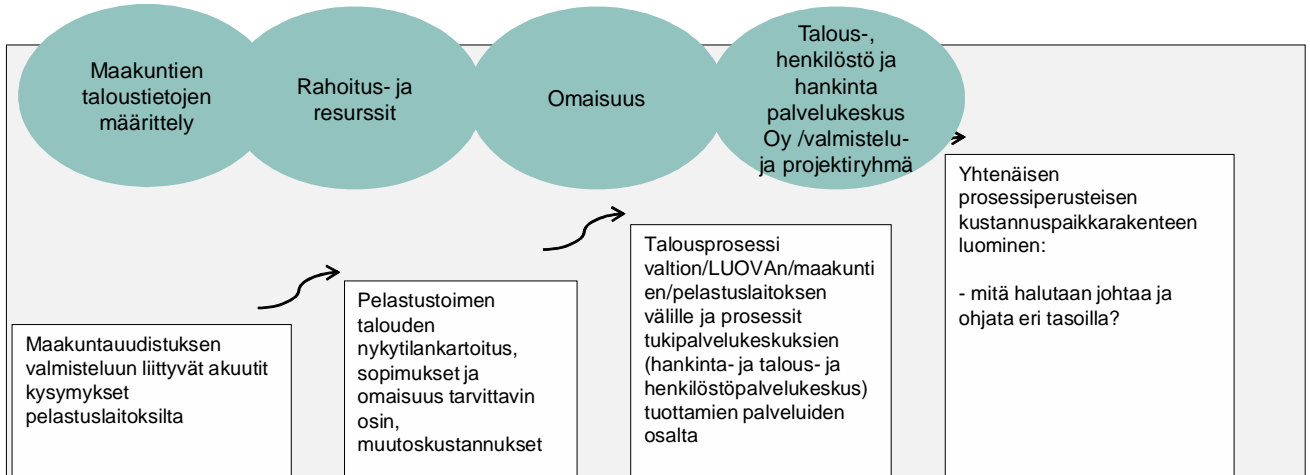 Maakuntien
taloustietojen
määrittely
Rahoitus- ja
resurssit
Omaisuus
Talous-,
henkilöstö ja
hankinta
palvelukeskus
Oy /valmistelu-
ja projektiryhmä
Maakuntauudistuksen
valmisteluun liittyvät akuutit
kysymykset
pelastuslaitoksilta
Pelastustoimen
talouden
nykytilankartoitus,
sopimukset ja
omaisuus tarvittavin
osin,
muutoskustannukset
Talousprosessi
valtion/LUOVAn/maakunti
en/pelastuslaitoksen
välille ja prosessit
tukipalvelukeskuksien
(hankinta- ja talous- ja
henkilöstöpalvelukeskus)
tuottamien palveluiden
osalta
Yhtenäisen
prosessiperusteisen
kustannuspaikkarakenteen
luominen:
- mitä halutaan johtaa ja
ohjata eri tasoilla?